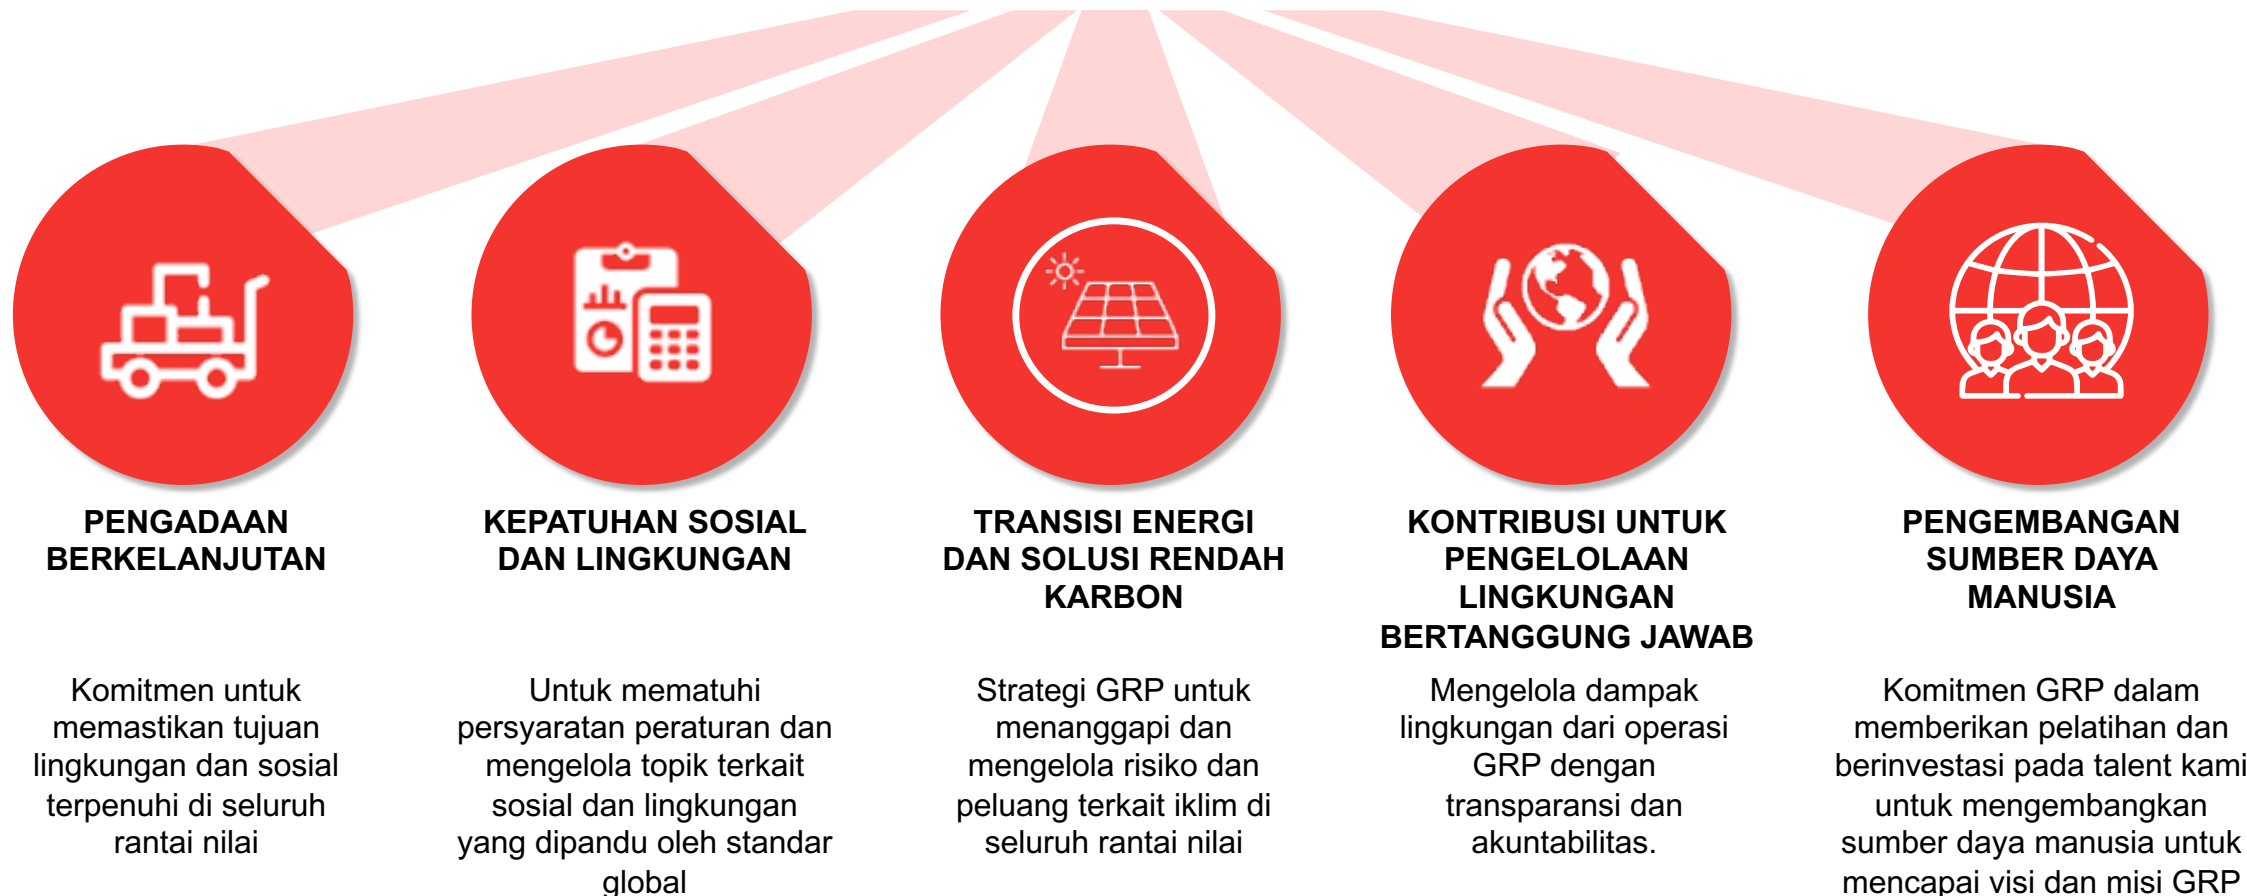 PENGADAAN
BERKELANJUTAN
Komitmen untuk
memastikan tujuan
lingkungan dan sosial
terpenuhi di seluruh
rantai nilai
KEPATUHAN SOSIAL
DAN LINGKUNGAN
Untuk mematuhi
persyaratan peraturan dan
mengelola topik terkait
sosial dan lingkungan
yang dipandu oleh standar
global
TRANSISI ENERGI
DAN SOLUSI RENDAH
KARBON
Strategi GRP untuk
menanggapi dan
mengelola risiko dan
peluang terkait iklim di
seluruh rantai nilai
KONTRIBUSI UNTUK
PENGELOLAAN
LINGKUNGAN
BERTANGGUNG JAWAB
Mengelola dampak
lingkungan dari operasi
GRP dengan
transparansi dan
akuntabilitas.
PENGEMBANGAN
SUMBER DAYA
MANUSIA
Komitmen GRP dalam
memberikan pelatihan dan
berinvestasi pada talent kami
untuk mengembangkan
sumber daya manusia untuk
mencapai visi dan misi GRP